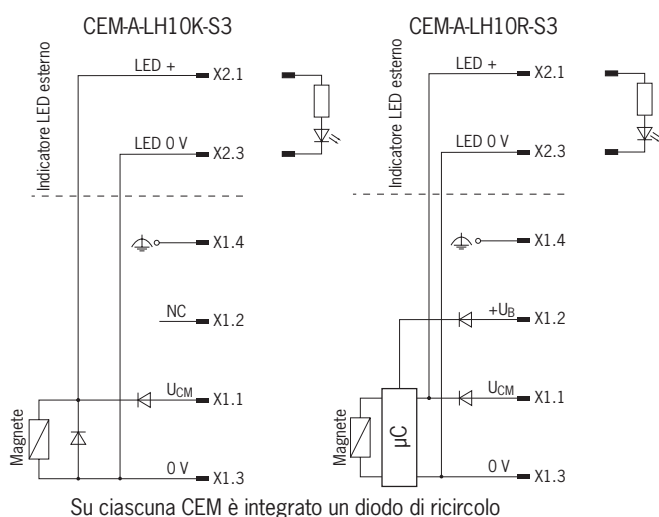 CEM-A-LH10K-S3
Indicatore LED esterno
LED +
X2.1
LED 0 V
X2.3
X1.4
NC
X1.2
UCM
X1.1
Magnete
0 V
X1.3
CEM-A-LH10R-S3
Indicatore LED esterno
LED +
X2.1
LED 0 V
X2.3
X1.4
+UB
X1.2
UCM
X1.1
Magnete
µC
0 V
X1.3
Su ciascuna CEM è integrato un diodo di ricircolo